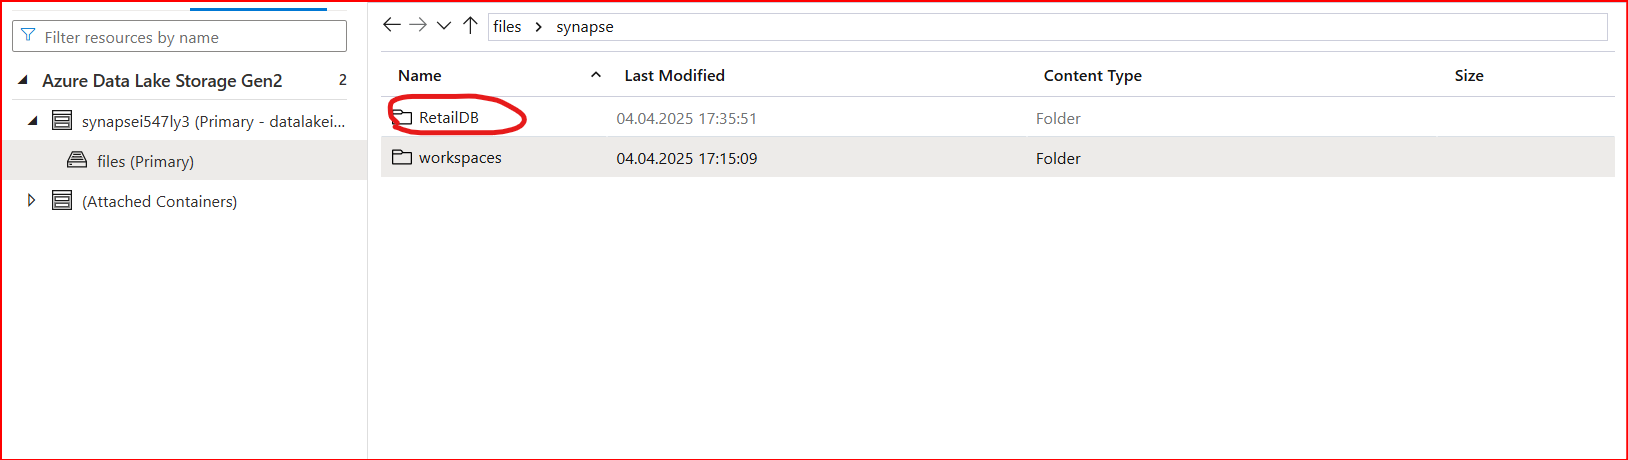 Filter resources by name
Azure Data Lake Storage Gen2 2
synapsei547ly3 (Primary - datalakei...
files (Primary)
(Attached Containers)
files > synapse
Name Last Modified Content Type Size
RetailDB 04.04.2025 17:35:51 Folder
workspaces 04.04.2025 17:15:09 Folder